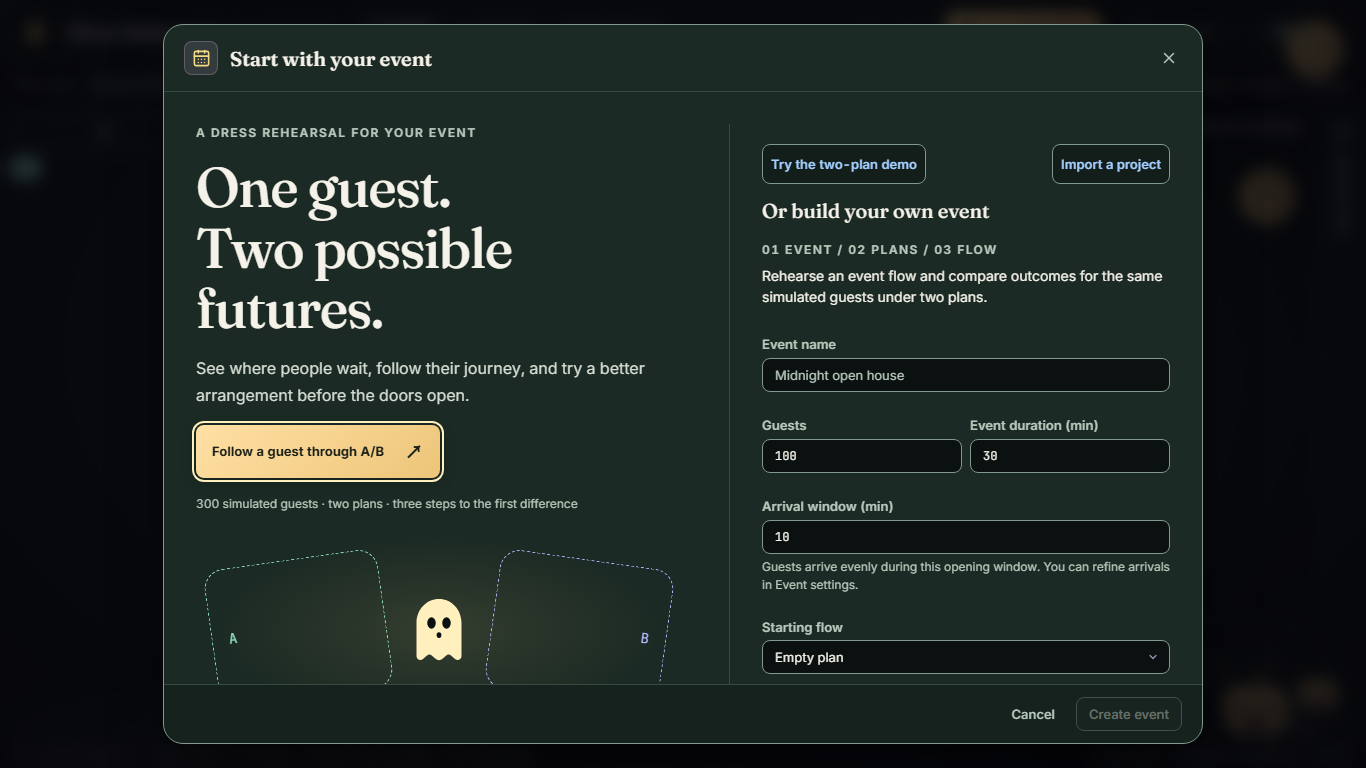 Start with your event
A DRESS REHEARSAL FOR YOUR EVENT
One guest.
Two possible
futures.
See where people wait, follow their journey, and try a better
arrangement before the doors open.
Follow a guest through A/B
300 simulated guests · two plans · three steps to the first difference
A
B
Try the two-plan demo
Import a project
Or build your own event
01 EVENT / 02 PLANS / 03 FLOW
Rehearse an event flow and compare outcomes for the same
simulated guests under two plans.
Event name
Midnight open house
Guests
Event duration (min)
100
30
Arrival window (min)
10
Guests arrive evenly during this opening window. You can refine arrivals
in Event settings.
Starting flow
Empty plan
Cancel
Create event